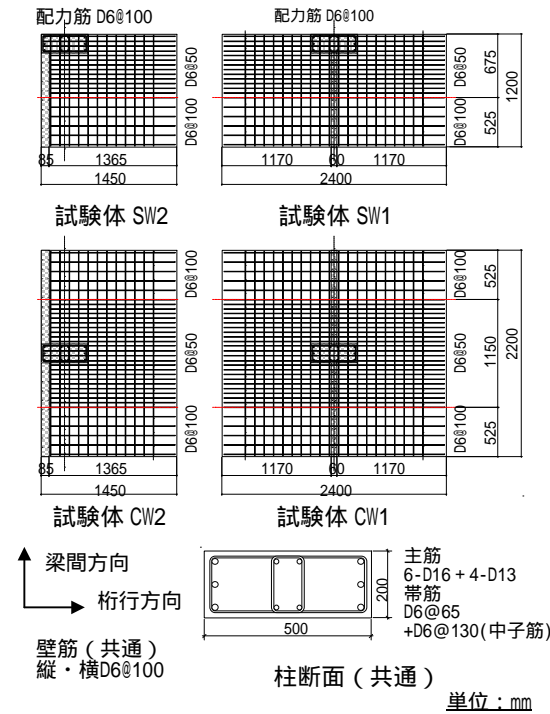 配力筋 D6@100
配力筋 D6@100
D6@50
D6@100
D6@50
D6@100
675
525
1200
85
1365
1450
1170
60
1170
2400
試験体 SW2
試験体 SW1
D6@100
D6@50
D6@100
D6@100
D6@50
D6@100
525
1150
525
2200
85
1365
1450
1170
60
1170
2400
試験体 CW2
試験体 CW1
梁間方向
桁行方向
壁筋（共通）
縦・横D6@100
500
200
主筋
6-D16 + 4-D13
帯筋
D6@65
+D6@130(中子筋)
柱断面（共通）
単位：mm